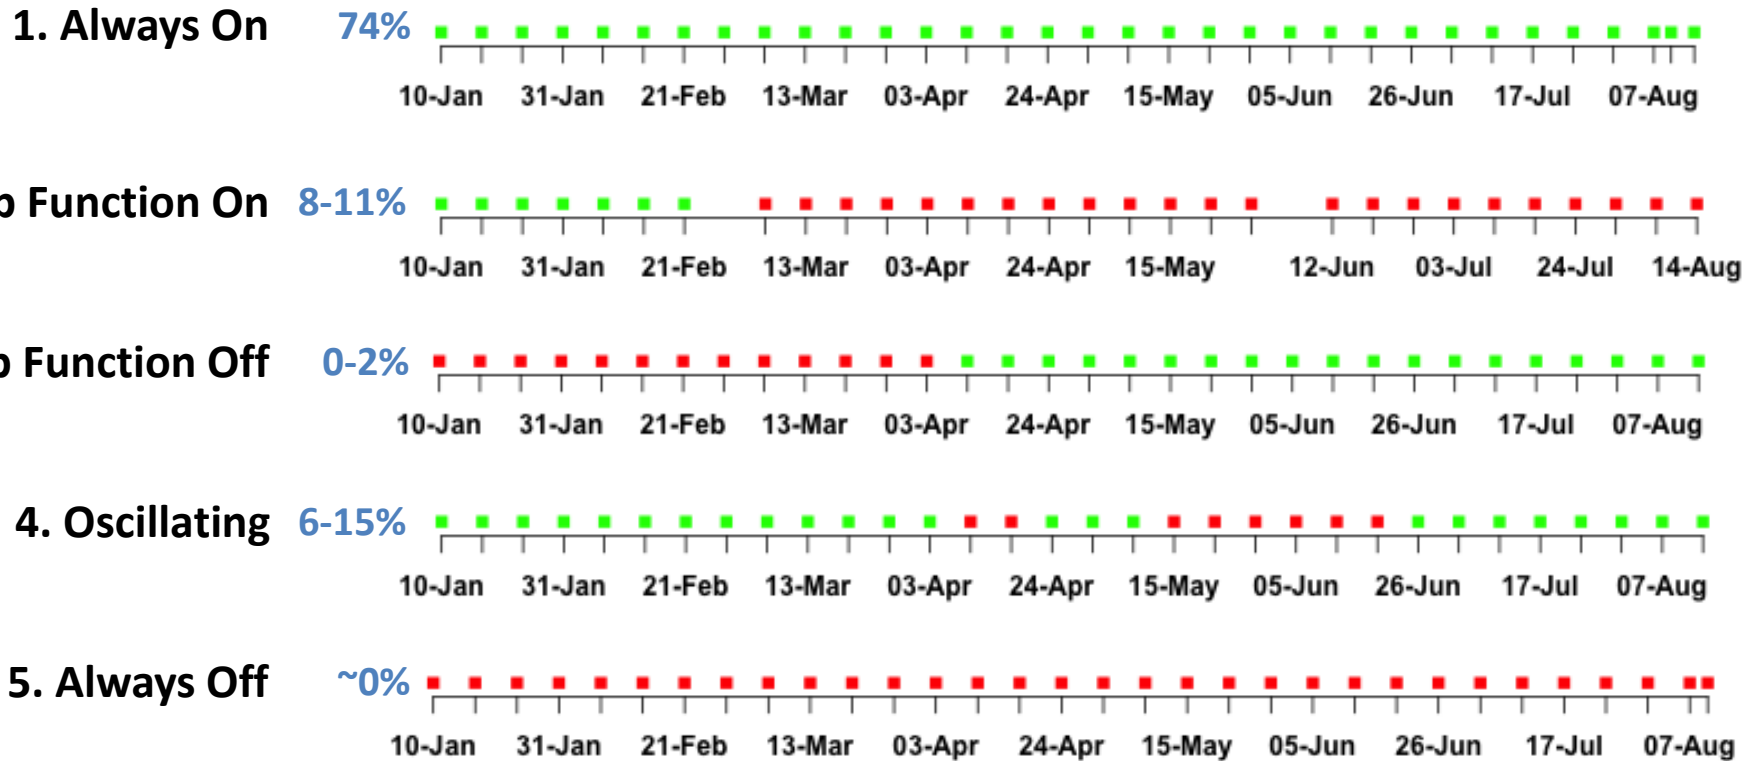 1. Always On 74%
10-Jan 31-Jan 21-Feb 13-Mar 03-Apr 24-Apr 15-May 05-Jun 26-Jun 17-Jul 07-Aug
Function On 8-11%
10-Jan 31-Jan 21-Feb 13-Mar 03-Apr 24-Apr 15-May 12-Jun 03-Jul 24-Jul 14-Aug
Function Off 0-2%
10-Jan 31-Jan 21-Feb 13-Mar 03-Apr 24-Apr 15-May 05-Jun 26-Jun 17-Jul 07-Aug
4. Oscillating 6-15%
10-Jan 31-Jan 21-Feb 13-Mar 03-Apr 24-Apr 15-May 05-Jun 26-Jun 17-Jul 07-Aug
5. Always Off ~0%
10-Jan 31-Jan 21-Feb 13-Mar 03-Apr 24-Apr 15-May 05-Jun 26-Jun 17-Jul 07-Aug